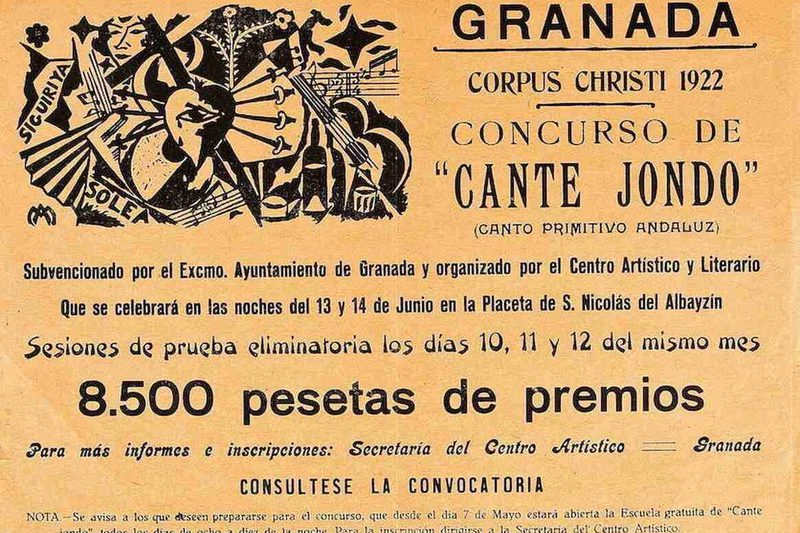 SIGUIRIYA
SOLEA
GRANADA
CORPUS CHRISTI 1922
CONCURSO DE
"CANTE JONDO"
(CANTO PRIMITIVO ANDALUZ)
Subvencionado por el Excmo. Ayuntamiento de Granada y organizado por el Centro Artístico y Literario
Que se celebrará en las noches del 13 y 14 de Junio en la Placeta de S. Nicolás del Albayzín
Sesiones de prueba eliminatoria los días 10, 11 y 12 del mismo mes
8.500 pesetas de premios
Para más informes e inscripciones: Secretaría del Centro Artístico == Granada
CONSULTESE LA CONVOCATORIA
NOTA.—Se avisa a los que deseen prepararse para el concurso, que desde el día 7 de Mayo estará abierta la Escuela gratuita de "Cante
jondo" todos los días de ocho a diez de la noche. Para la inscripción dirigirse a la Secretaría del Centro Artístico.